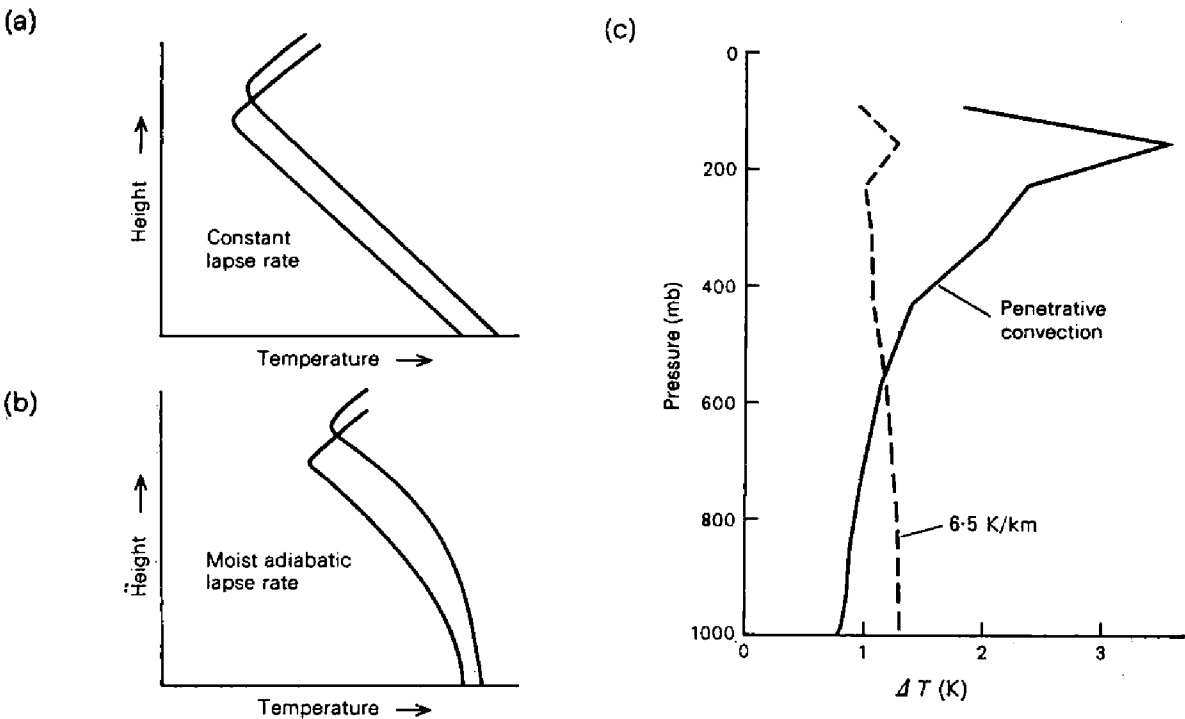 (a)
Height
Constant
lapse rate
Temperature
(b)
Height
Moist adiabatic
lapse rate
Temperature
(c)
0
200
400
600
800
1000
Pressure (mb)
Penetrative
convection
6·5 K/km
0
1
2
3
Δ T (K)